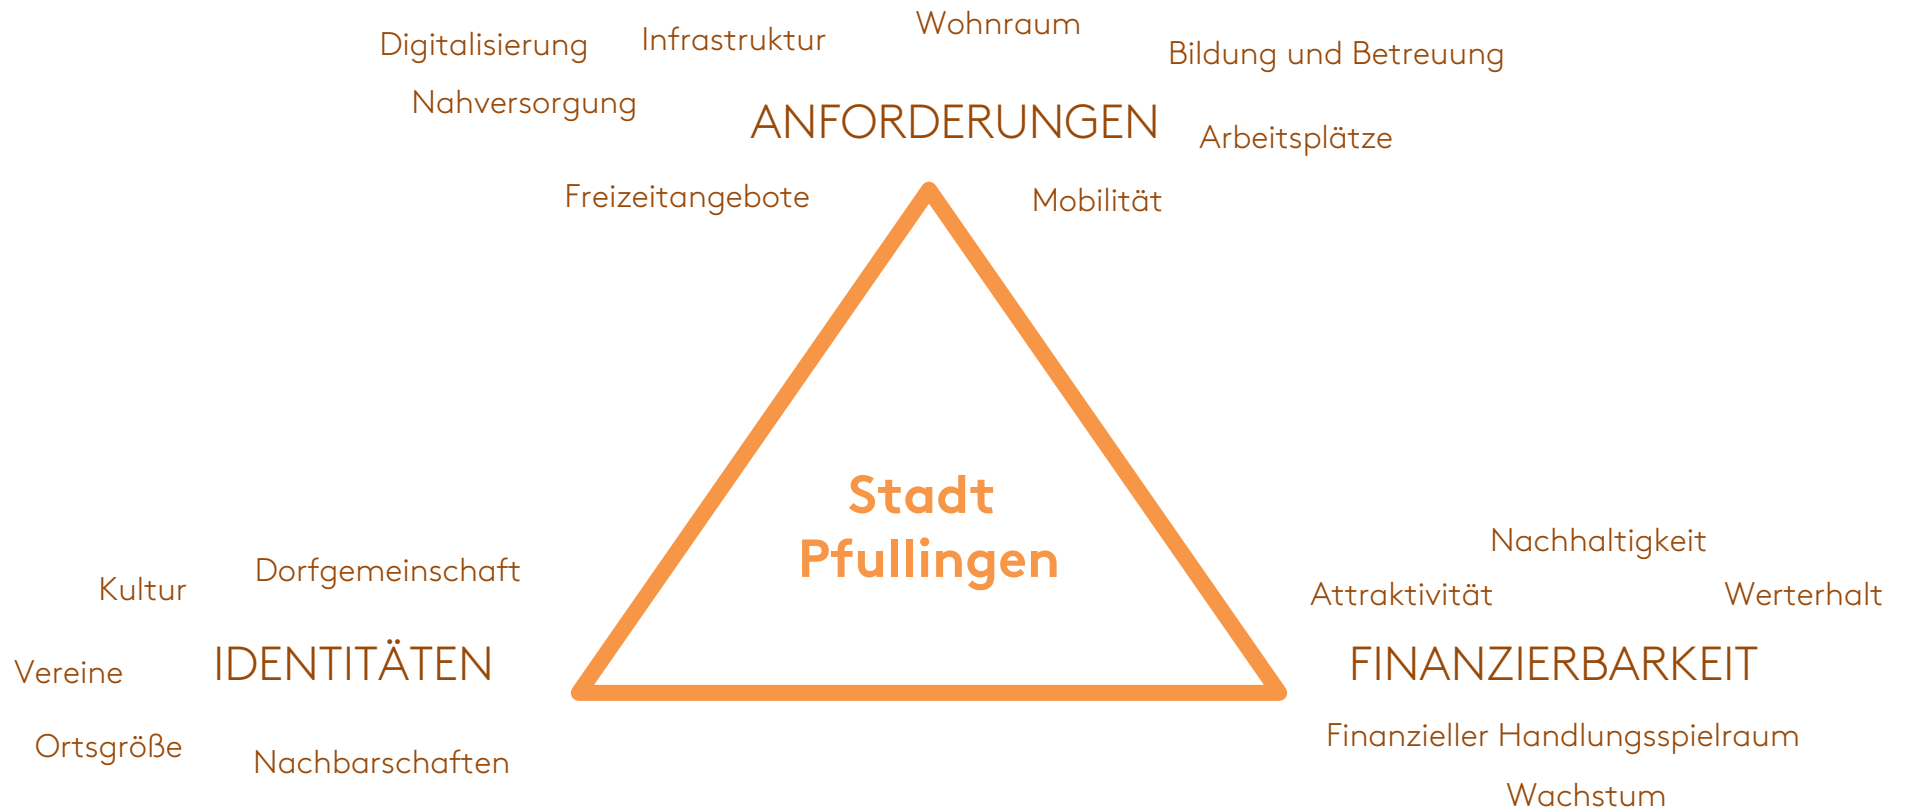 Digitalisierung
Infrastruktur
Wohnraum
Bildung und Betreuung
Nahversorgung
ANFORDERUNGEN
Arbeitsplätze
Freizeitangebote
Mobilität
Stadt
Pfullingen
Kultur
Dorfgemeinschaft
Vereine
IDENTITÄTEN
Ortsgröße
Nachbarschaften
Nachhaltigkeit
Attraktivität
Werterhalt
FINANZIERBARKEIT
Finanzieller Handlungsspielraum
Wachstum